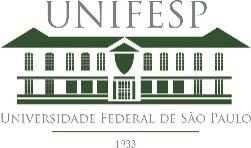 UNIFESP
UNIVERSIDADE FEDERAL DE SÃO PAULO
1933